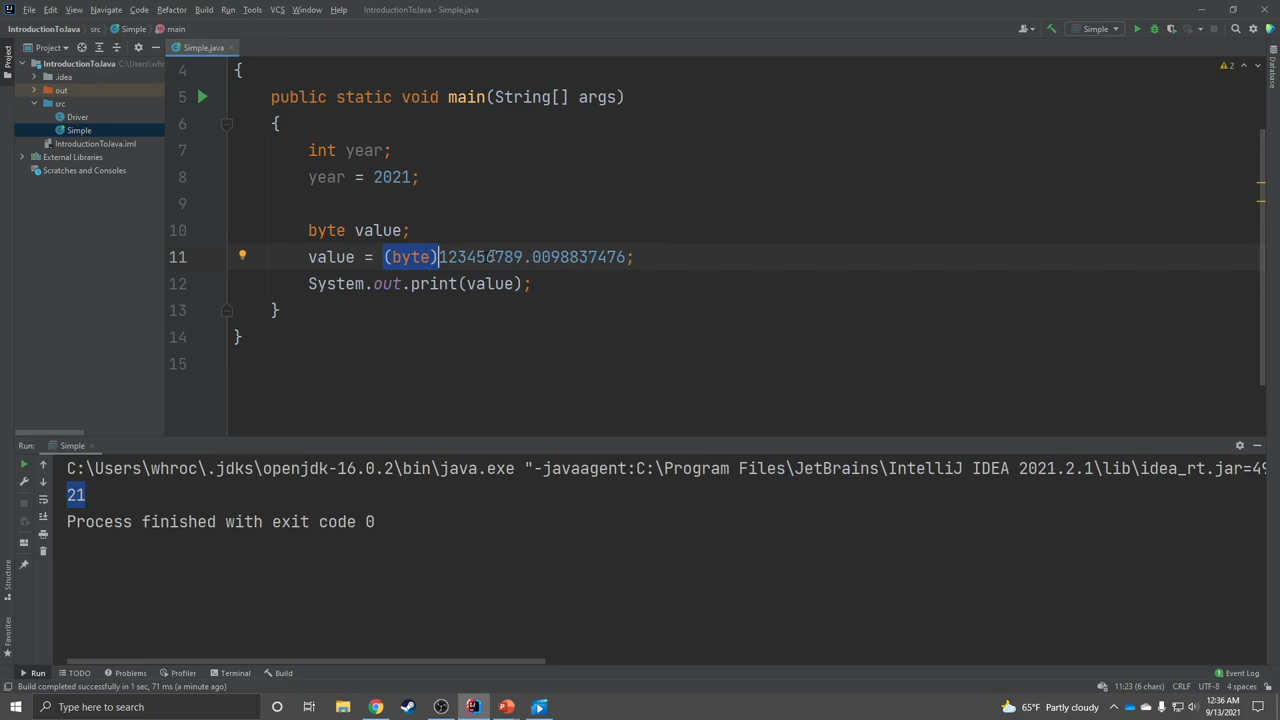 File Edit View Navigate Code Refactor Build Run Tools VCS Window Help IntroductionToJava - Simple.java
IntroductionToJava src Simple main Simple
Project Simple.java
IntroductionToJava C:\Users\whroc\
.idea
out
src
Driver
Simple
IntroductionToJava.iml
External Libraries
Scratches and Consoles
Project
Structure
Favorites
Database
2
4 {
5 public static void main(String[] args)
6 {
7 int year;
8 year = 2021;
9
10 byte value;
11 value = (byte)123456789.0098837476;
12 System.out.print(value);
13 }
14 }
15
Run: Simple
C:\Users\whroc\.jdks\openjdk-16.0.2\bin\java.exe "-javaagent:C:\Program Files\JetBrains\IntelliJ IDEA 2021.2.1\lib\idea_rt.jar=49
21
Process finished with exit code 0
Run TODO Problems Profiler Terminal Build Event Log
Build completed successfully in 1 sec, 71 ms (a minute ago) 11:23 (6 chars) CRLF UTF-8 4 spaces
Type here to search 65°F Partly cloudy 12:36 AM
9/13/2021